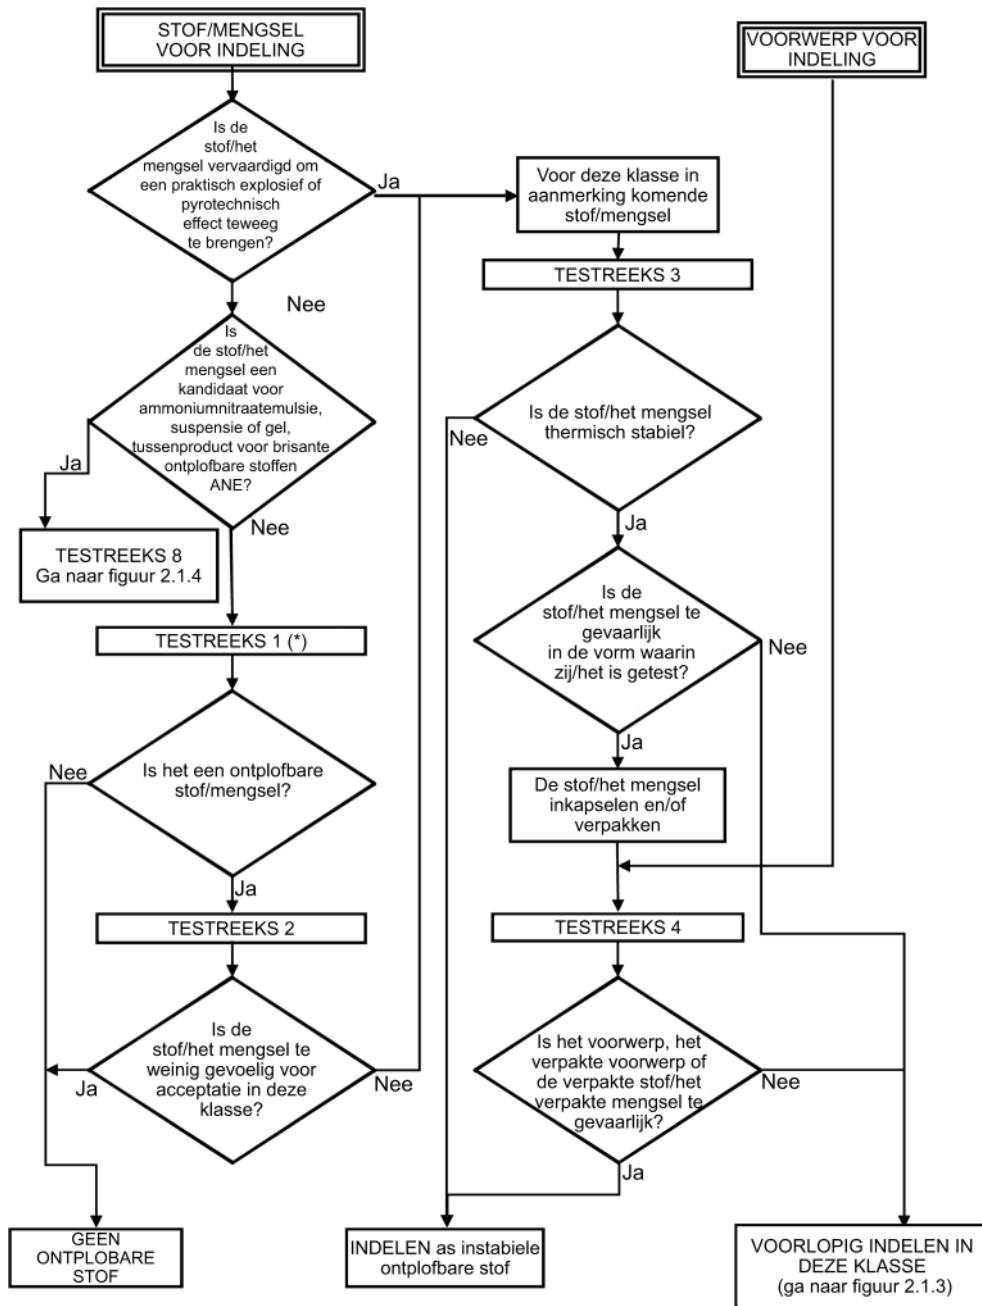 STOF/MENGSEL
VOOR INDELING
VOORWERP VOOR
INDELING
Is de
stof/het
mengsel vervaardigd om
een praktisch explosief of
pyrotechnisch
effect teweeg
te brengen?
Ja
Voor deze klasse in
aanmerking komende
stof/mengsel
TESTREEKS 3
Nee
Is
de stof/het
mengsel een
kandidaat voor
ammoniumnitraatemulsie,
suspensie of gel,
tussenproduct voor brisante
ontplofbare stoffen
ANE?
Ja
Nee
TESTREEKS 8
Ga naar figuur 2.1.4
Is de stof/het mengsel
thermisch stabiel?
Nee
Ja
TESTREEKS 1 (*)
Is de
stof/het mengsel te
gevaarlijk
in de vorm waarin
zij/het is getest?
Nee
Ja
Is het een ontplofbare
stof/mengsel?
Nee
Ja
De stof/het mengsel
inkapselen en/of
verpakken
TESTREEKS 2
TESTREEKS 4
Is de
stof/het mengsel te
weinig gevoelig voor
acceptatie in deze
klasse?
Ja
Nee
Is het voorwerp, het
verpakte voorwerp of
de verpakte stof/het
verpakte mengsel te
gevaarlijk?
Nee
Ja
GEEN
ONTPLOBARE
STOF
INDELEN as instabiele
ontplofbare stof
VOORLOPIG INDELEN IN
DEZE KLASSE
(ga naar figuur 2.1.3)